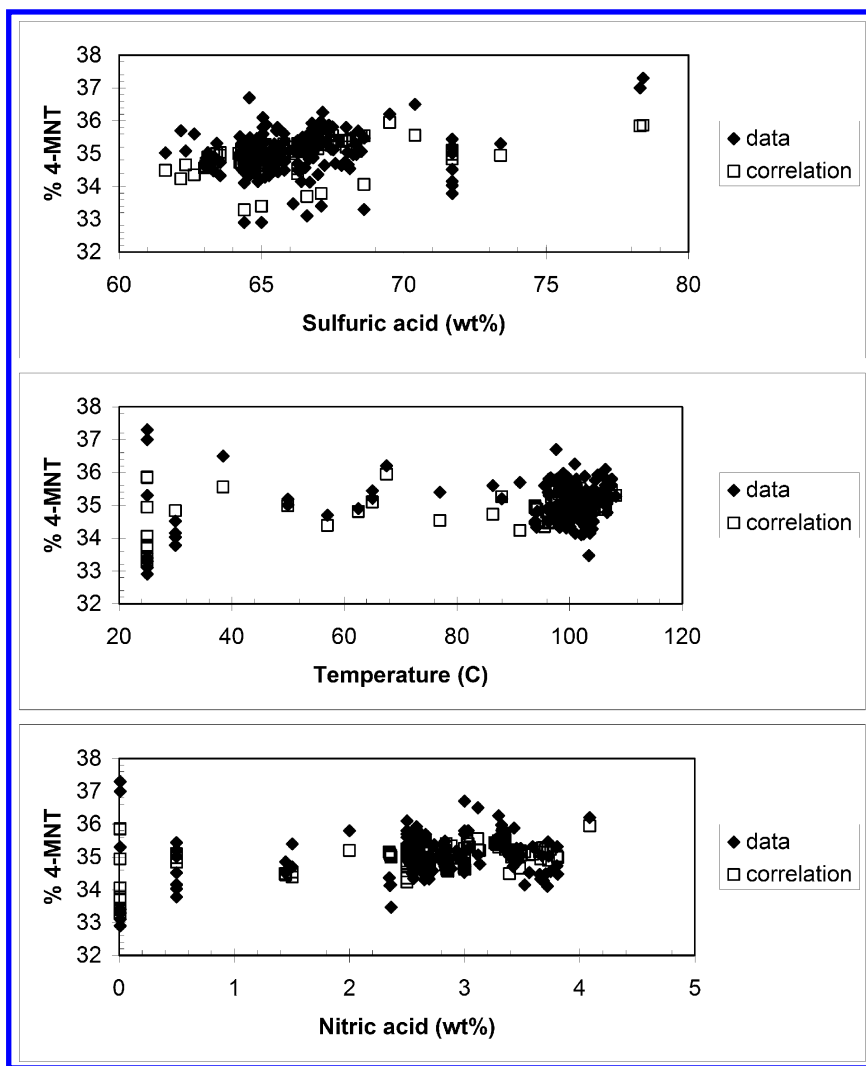 38
37
36
35
34
33
32
% 4-MNT
60 65 70 75 80
Sulfuric acid (wt%)
data
correlation
38
37
36
35
34
33
32
% 4-MNT
20 40 60 80 100 120
Temperature (C)
data
correlation
38
37
36
35
34
33
32
% 4-MNT
0 1 2 3 4 5
Nitric acid (wt%)
data
correlation